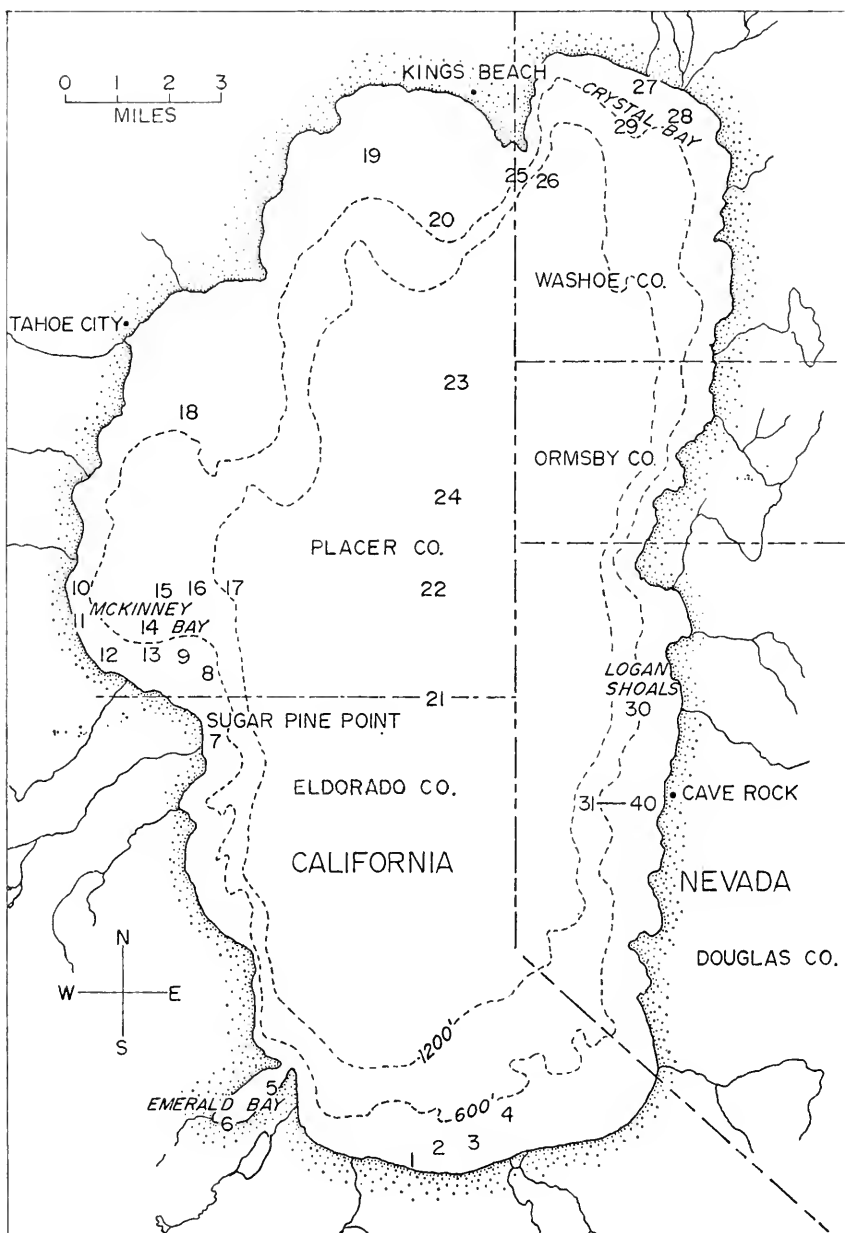 KINGS BEACH
0 1 2 3
MILES
27
CRYSTAL BAY
28
29
19
25 26
20
WASHOE CO.
TAHOE CITY
23
18
ORMSBY CO.
24
PLACER CO.
10 15 16 17 22
MCKINNEY
11 14 BAY
12 13 9
8
LOGAN
SHOALS
21 30
SUGAR PINE POINT
7
ELDORADO CO.
31—40 CAVE ROCK
CALIFORNIA
NEVADA
N
DOUGLAS CO.
W E
S
1200'
5
EMERALD BAY
6
600' 4
2 3
1